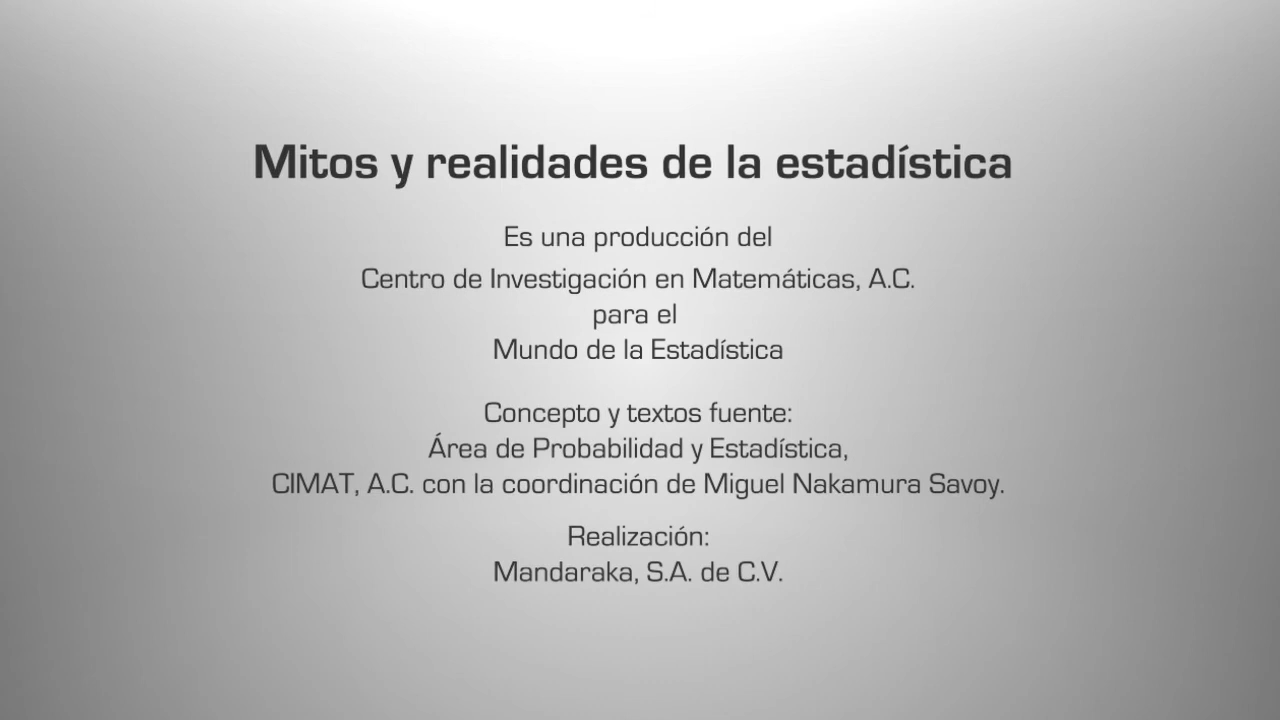 Mitos y realidades de la estadística
Es una producción del
Centro de Investigación en Matemáticas, A.C.
para el
Mundo de la Estadística
Concepto y textos fuente:
Área de Probabilidad y Estadística,
CIMAT, A.C. con la coordinación de Miguel Nakamura Savoy.
Realización:
Mandaraka, S.A. de C.V.